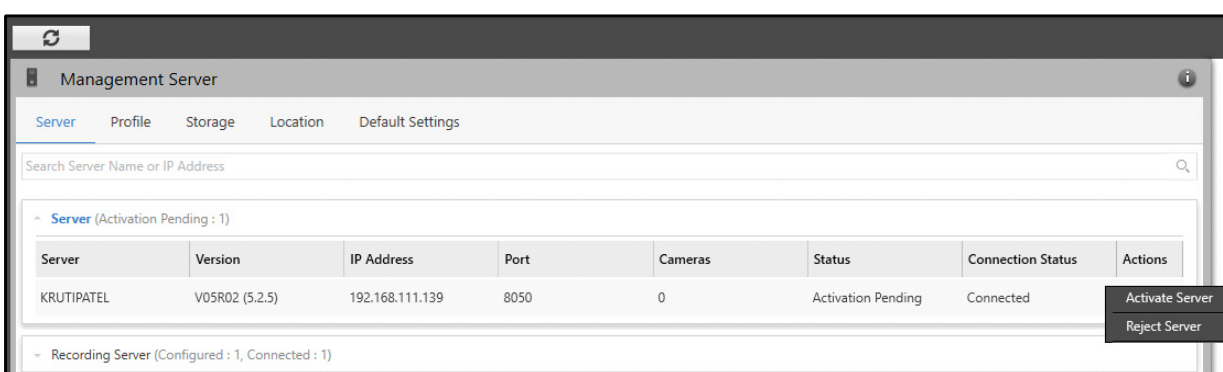 Management Server
Server Profile Storage Location Default Settings
Search Server Name or IP Address
Server (Activation Pending : 1)
Server Version IP Address Port Cameras Status Connection Status Actions
KRUTIPATEL V05R02 (5.2.5) 192.168.111.139 8050 0 Activation Pending Connected
Activate Server
Reject Server
Recording Server (Configured : 1, Connected : 1)